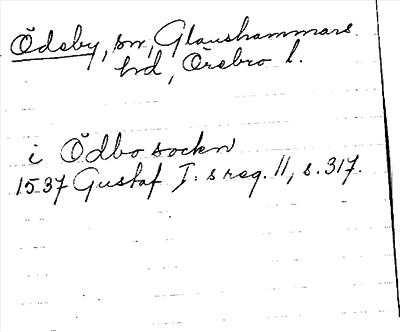 Ödeby, sn, Glanshammars
hd, Örebro l.
i Ödbo sockn
1537 Gustaf I:s reg. 11, s. 317.